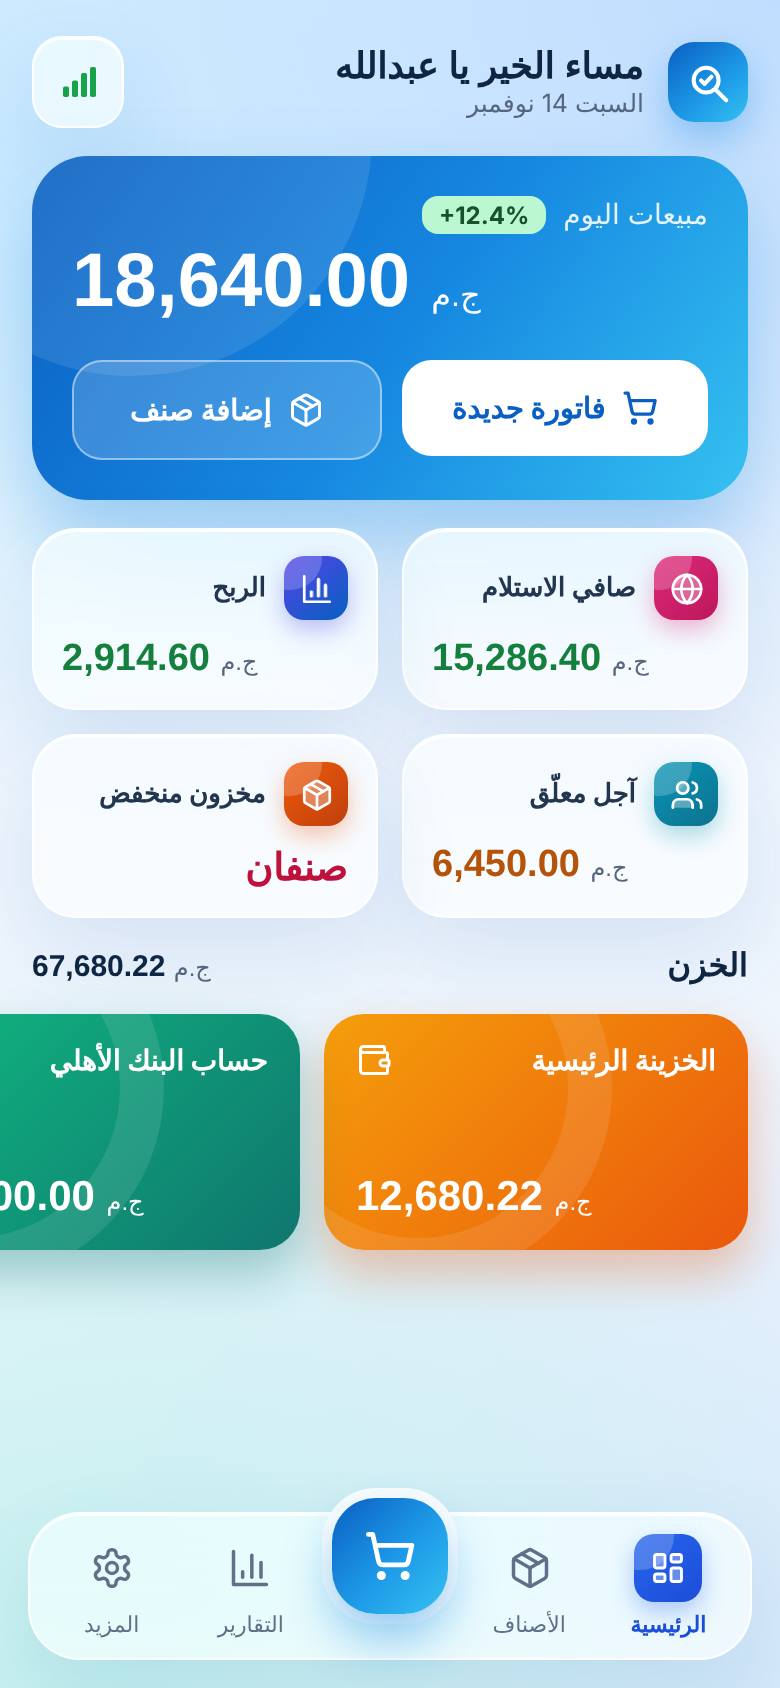 مساء الخير يا عبدالله
السبت 14 نوفمبر
مبيعات اليوم +12.4%
18,640.00 ج.م
فاتورة جديدة
إضافة صنف
صافي الاستلام
15,286.40 ج.م
الربح
2,914.60 ج.م
آجل معلّق
6,450.00 ج.م
مخزون منخفض
صنفان
الخزن
67,680.22 ج.م
الخزينة الرئيسية
12,680.22 ج.م
حساب البنك الأهلي
00.00 ج.م
الرئيسية
الأصناف
التقارير
المزيد